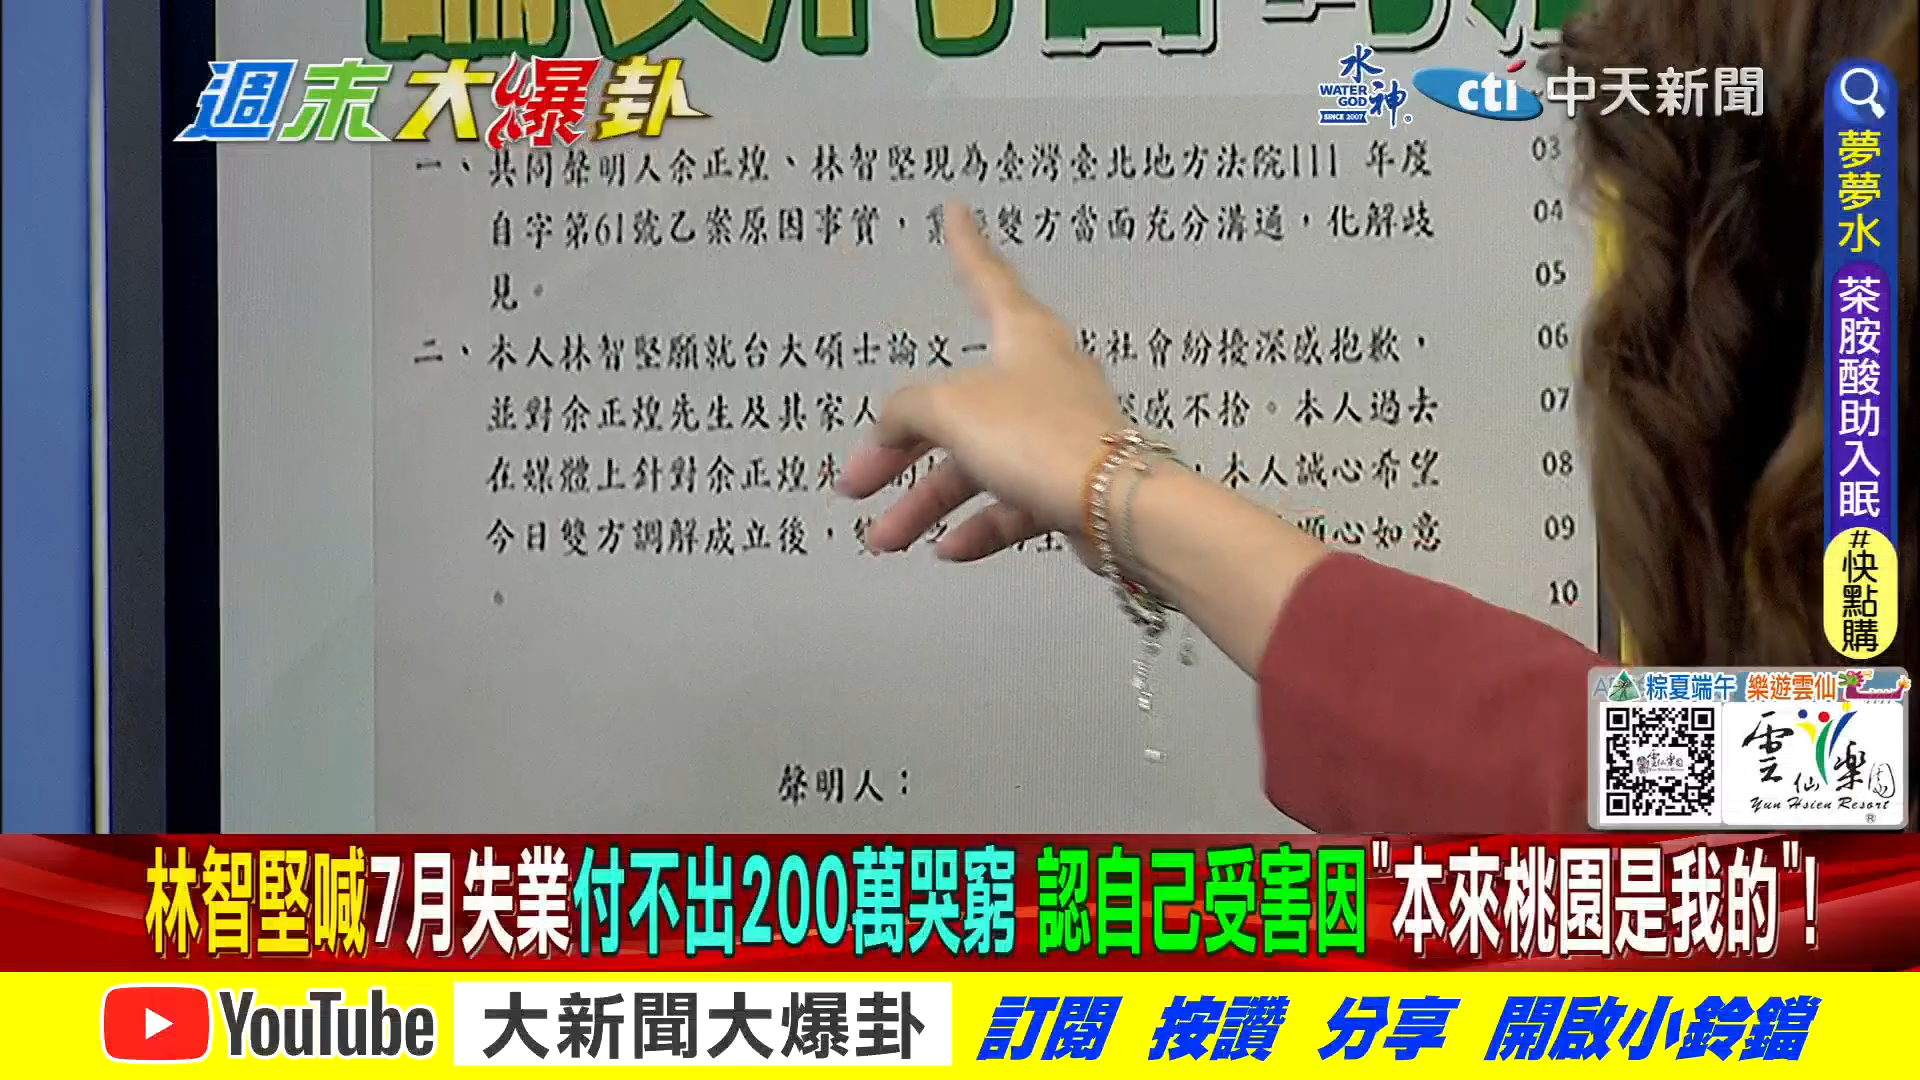 週末大爆卦
水神
WATER GOD
SINCE 2007
cti 中天新聞
一、共同聲明人余正煌、林智堅現為臺灣臺北地方法院111 年度 03
自字第61號乙案原因事實，業 雙方當面充分溝通，化解歧 04
見。 05
二、本人林智堅願就台大碩士論文一 社會紛擾深感抱歉， 06
並對余正煌先生及其家人 深感不捨。本人過去 07
在媒體上針對余正煌先 ，本人誠心希望 08
今日雙方調解成立後， 順心如意 09
。 10
聲明人：
夢夢水
茶胺酸助入眠
#快點購
粽夏端午 樂遊雲仙
雲仙樂園
Yun Hsien Resort
林智堅喊7月失業付不出200萬哭窮 認自己受害因"本來桃園是我的"!
YouTube 大新聞大爆卦 訂閱 按讚 分享 開啟小鈴鐺